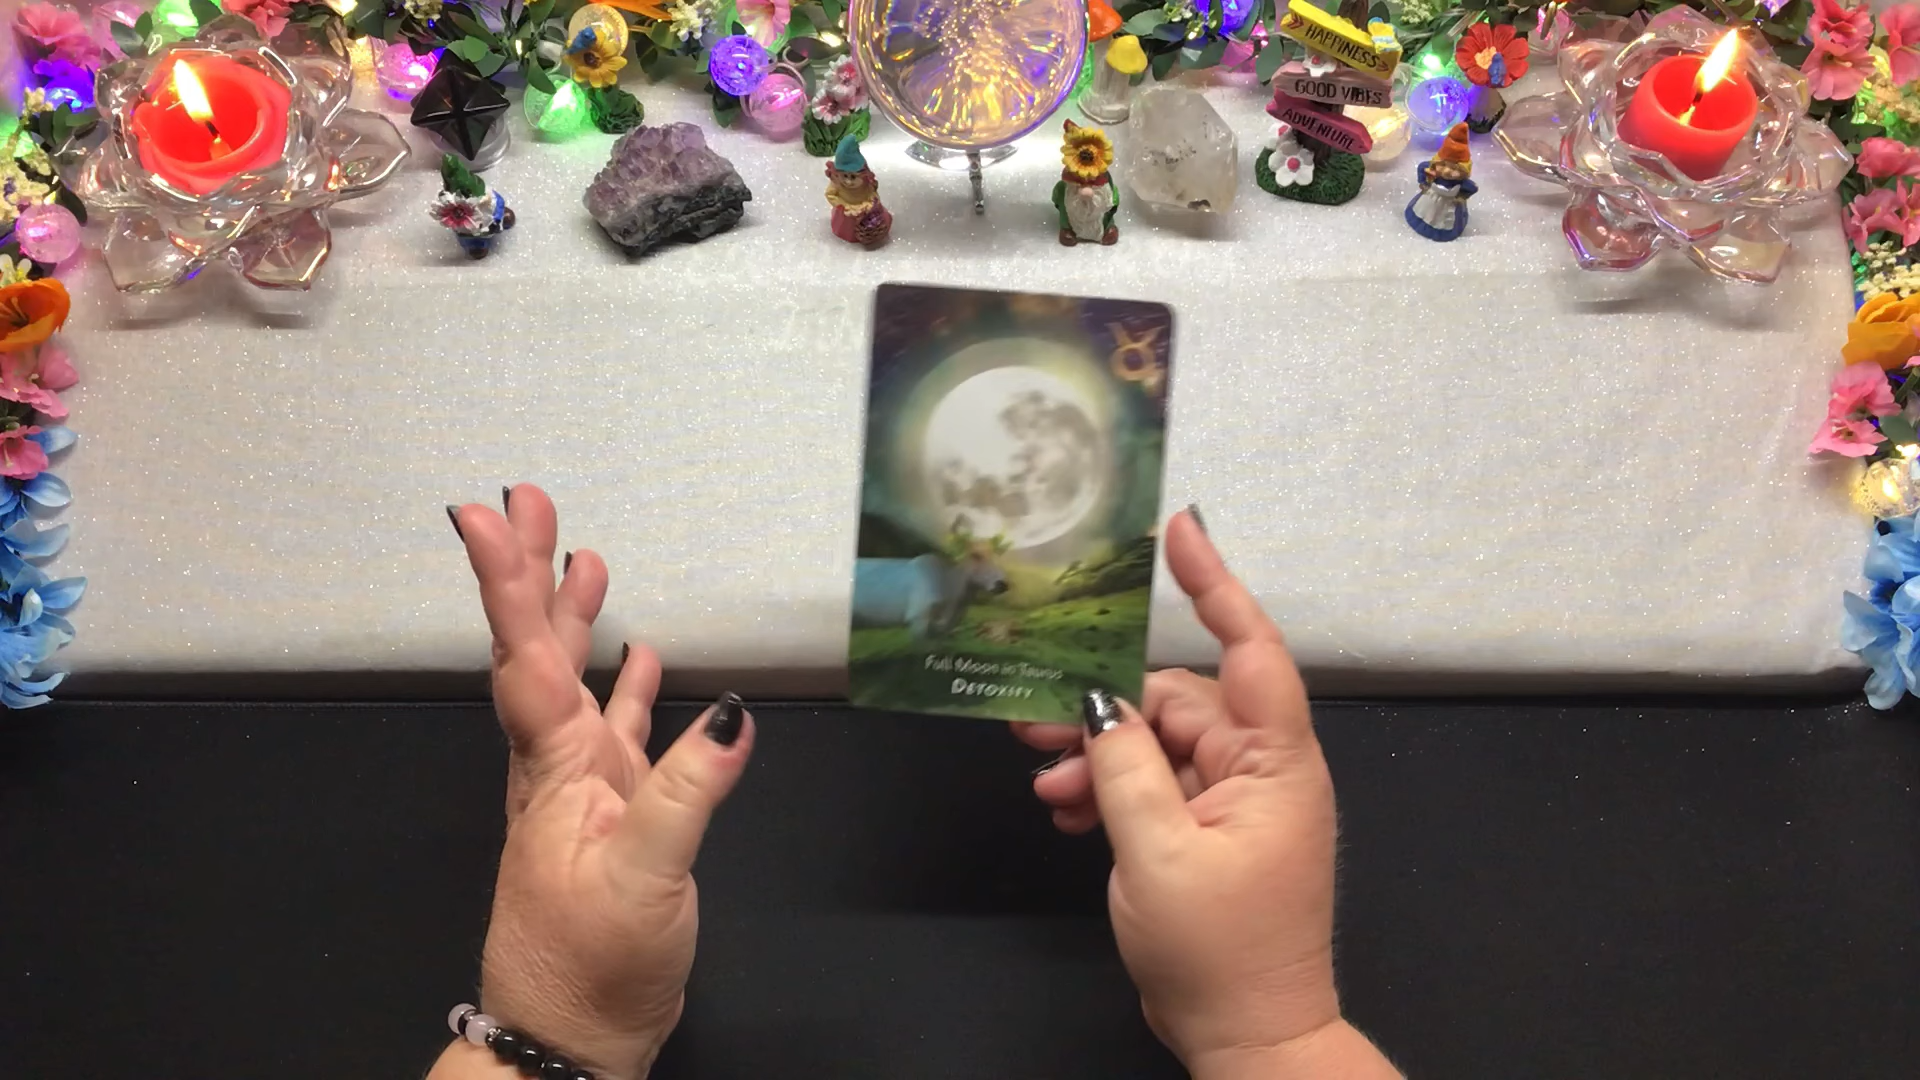 HAPPINESS
GOOD VIBES
ADVENTURE
Full Moon in Taurus
DETOXIFY